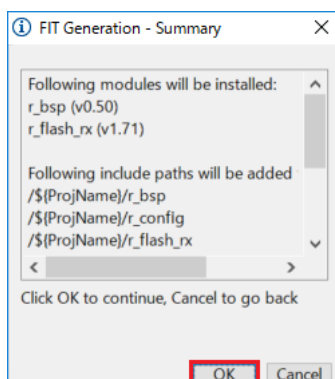 FIT Generation - Summary
Following modules will be installed:
r_bsp (v0.50)
r_flash_rx (v1.71)
Following include paths will be added
/${ProjName}/r_bsp
/${ProjName}/r_config
/${ProjName}/r_flash_rx
Click OK to continue, Cancel to go back
OK Cancel